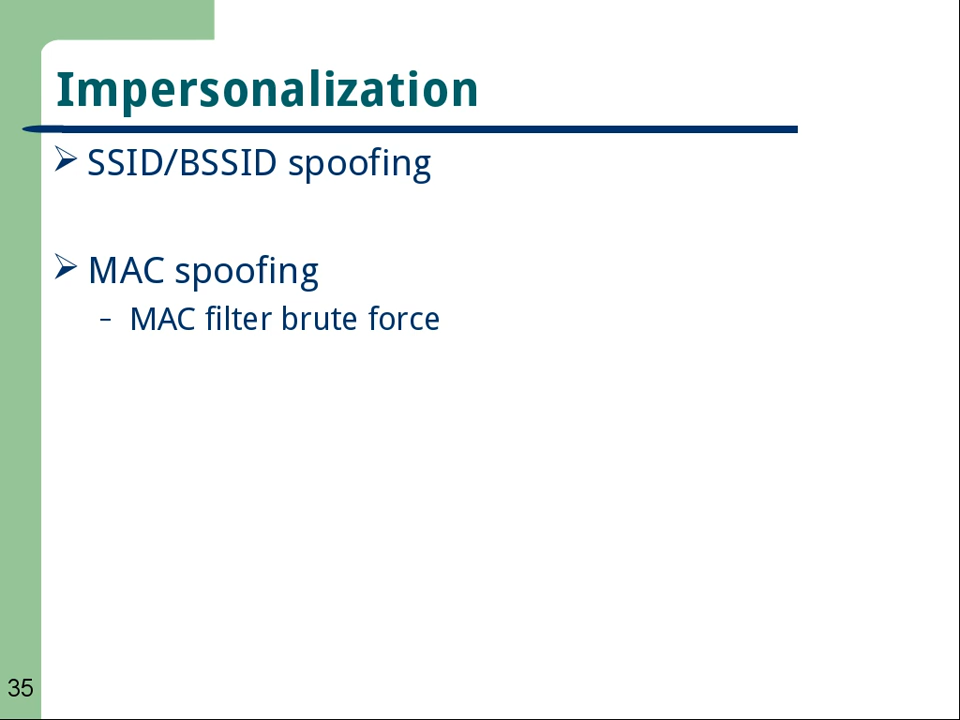 Impersonalization
➢ SSID/BSSID spoofing
➢ MAC spoofing
– MAC filter brute force
35